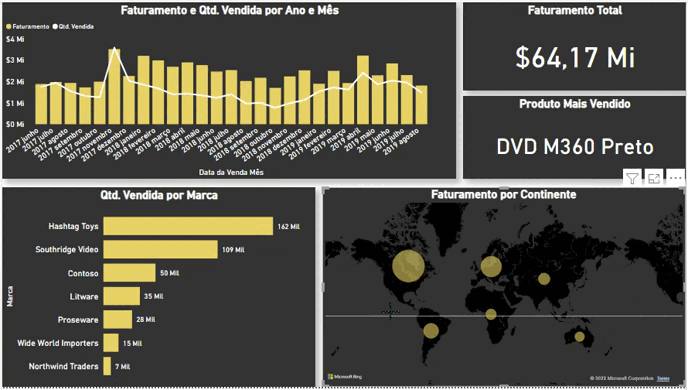 Faturamento e Qtd. Vendida por Ano e Mês
Faturamento Qtd. Vendida
$4 Mi
$3 Mi
$2 Mi
$1 Mi
$0 Mi
2017 junho
2017 julho
2017 agosto
2017 setembro
2017 outubro
2017 novembro
2017 dezembro
2018 janeiro
2018 fevereiro
2018 março
2018 abril
2018 maio
2018 junho
2018 julho
2018 agosto
2018 setembro
2018 outubro
2018 novembro
2018 dezembro
2019 janeiro
2019 fevereiro
2019 março
2019 abril
2019 maio
2019 junho
2019 julho
2019 agosto
Data da Venda Mês
Faturamento Total
$64,17 Mi
Produto Mais Vendido
DVD M360 Preto
Qtd. Vendida por Marca
Marca
Hashtag Toys 162 Mil
Southridge Video 109 Mil
Contoso 50 Mil
Litware 35 Mil
Proseware 28 Mil
Wide World Importers 15 Mil
Northwind Traders 7 Mil
Faturamento por Continente
Microsoft Bing
© 2022 Microsoft Corporation Terms